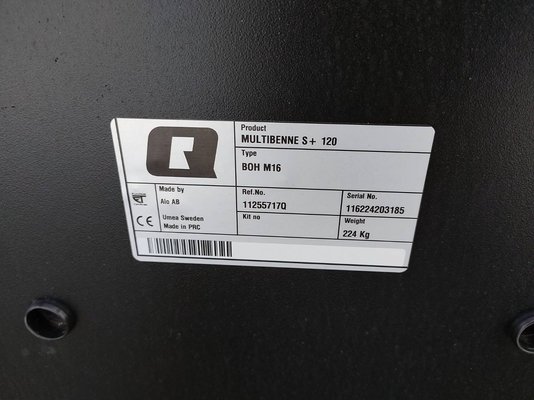 R
Product
MULTIBENNE S+ 120
Type
BOH M16
Made by
Alo AB
Umea Sweden
Made in PRC
CE
Ref.No.
11255717Q
Serial No.
116224203185
Kit no
Weight
224 Kg